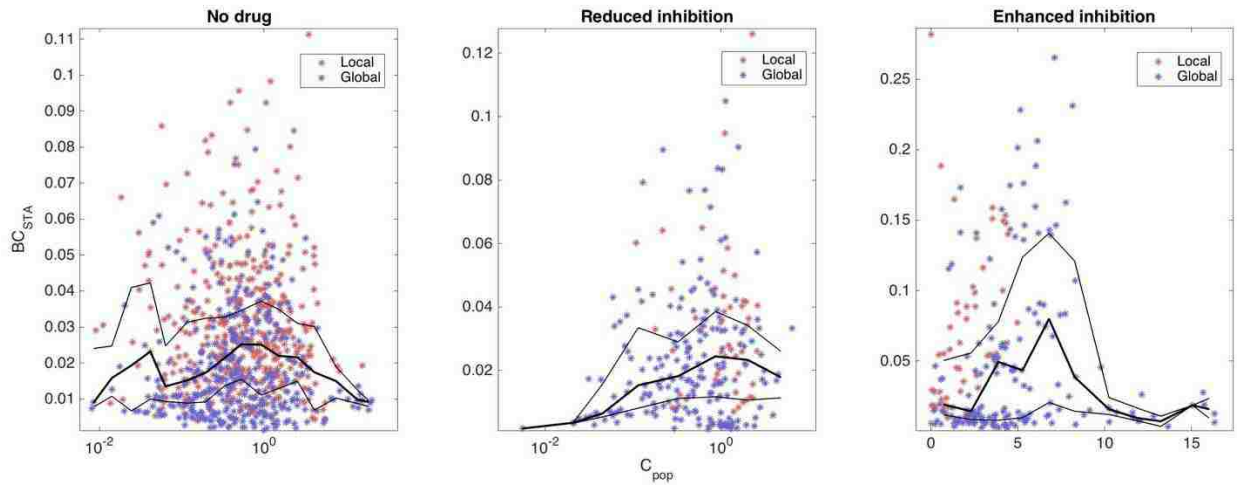 No drug
Reduced inhibition
Enhanced inhibition
BC_STA
0.11
0.1
0.09
0.08
0.07
0.06
0.05
0.04
0.03
0.02
0.01
10^-2
10^0
Local
Global
0.12
0.1
0.08
0.06
0.04
0.02
10^-2
10^0
C_pop
Local
Global
0.25
0.2
0.15
0.1
0.05
0
5
10
15
Local
Global